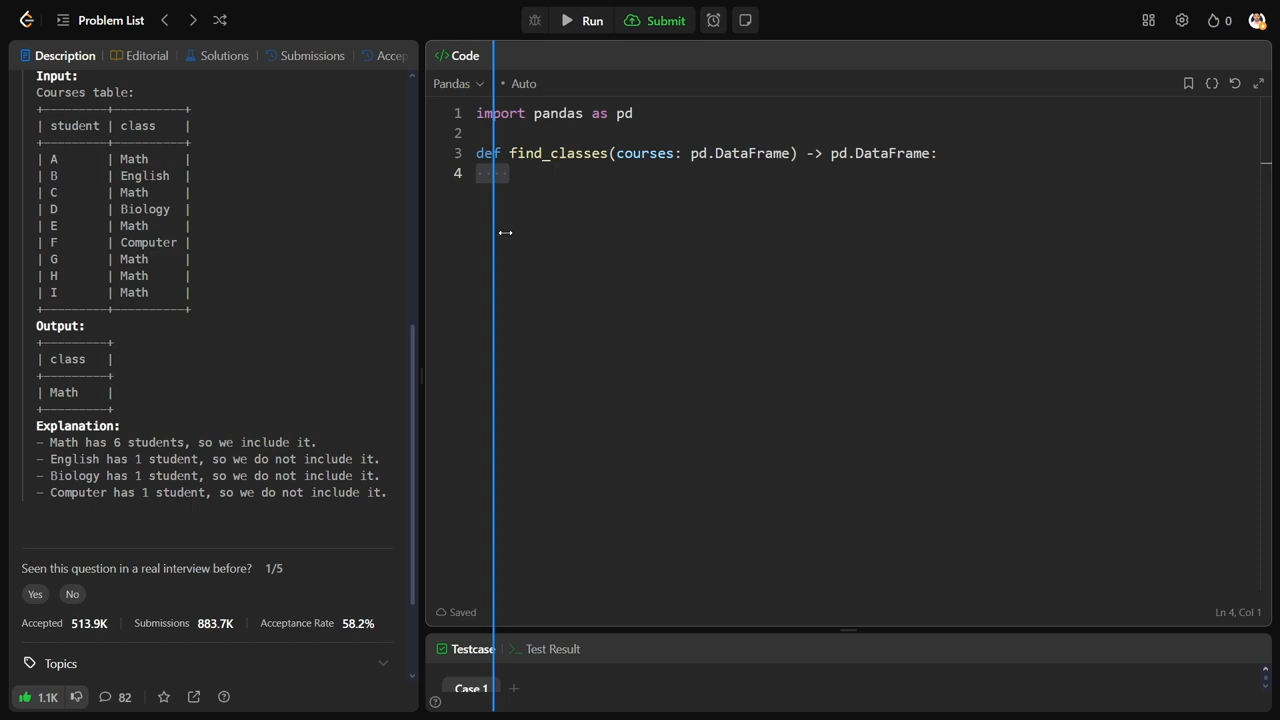 Problem List
Run
Submit
0
Description
Editorial
Solutions
Submissions
Accep
Input:
Courses table:
+---------+----------+
| student | class    |
+---------+----------+
| A       | Math     |
| B       | English  |
| C       | Math     |
| D       | Biology  |
| E       | Math     |
| F       | Computer |
| G       | Math     |
| H       | Math     |
| I       | Math     |
+---------+----------+
Output:
+---------+
| class   |
+---------+
| Math    |
+---------+
Explanation:
- Math has 6 students, so we include it.
- English has 1 student, so we do not include it.
- Biology has 1 student, so we do not include it.
- Computer has 1 student, so we do not include it.
Seen this question in a real interview before? 1/5
Yes No
Accepted 513.9K | Submissions 883.7K | Acceptance Rate 58.2%
Topics
1.1K 82
</> Code
Pandas • Auto
1 import pandas as pd
2
3 def find_classes(courses: pd.DataFrame) -> pd.DataFrame:
4
Saved
Ln 4, Col 1
Testcase
>_ Test Result
Case 1 +